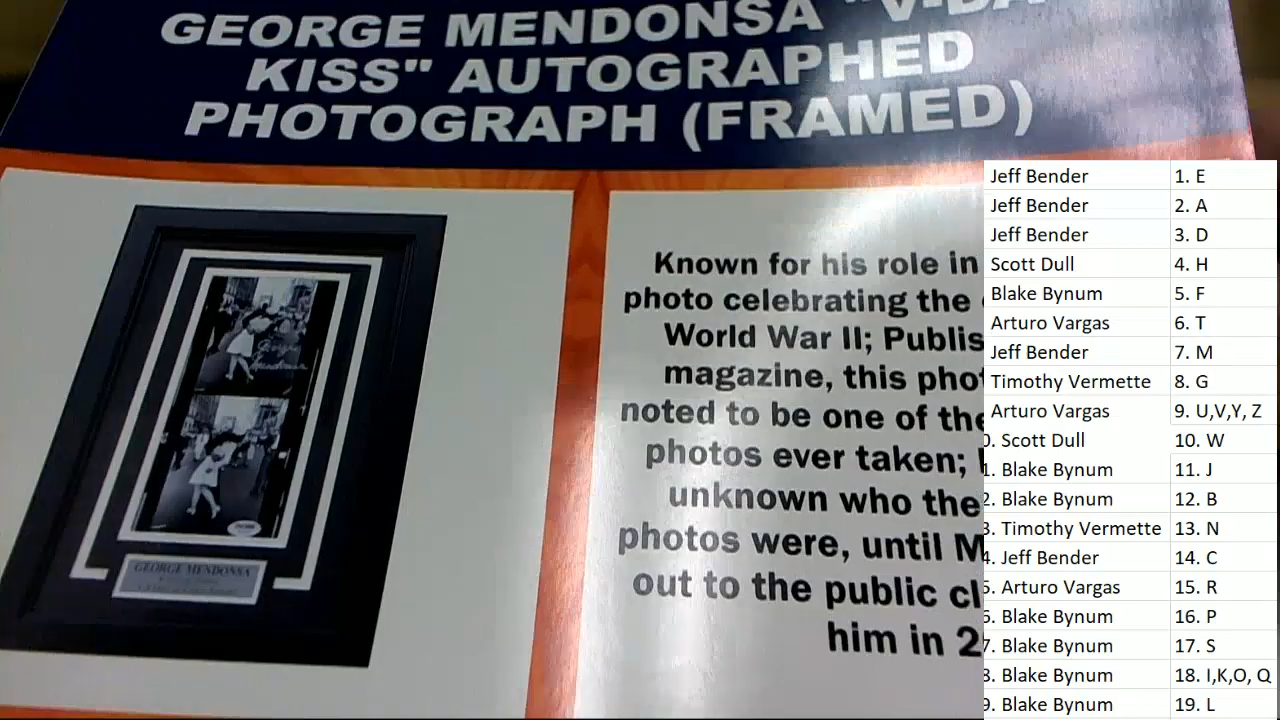 GEORGE MENDONSA "V-DA
KISS" AUTOGRAPHED
PHOTOGRAPH (FRAMED)
Known for his role in
photo celebrating the
World War II; Publis
magazine, this phot
noted to be one of the
photos ever taken;
unknown who the
photos were, until M
out to the public cl
him in 2
George
Mendonsa
GEORGE MENDONSA
Jeff Bender 1. E
Jeff Bender 2. A
Jeff Bender 3. D
Scott Dull 4. H
Blake Bynum 5. F
Arturo Vargas 6. T
Jeff Bender 7. M
Timothy Vermette 8. G
Arturo Vargas 9. U,V,Y, Z
0. Scott Dull 10. W
1. Blake Bynum 11. J
2. Blake Bynum 12. B
3. Timothy Vermette 13. N
4. Jeff Bender 14. C
5. Arturo Vargas 15. R
6. Blake Bynum 16. P
7. Blake Bynum 17. S
8. Blake Bynum 18. I,K,O, Q
9. Blake Bynum 19. L